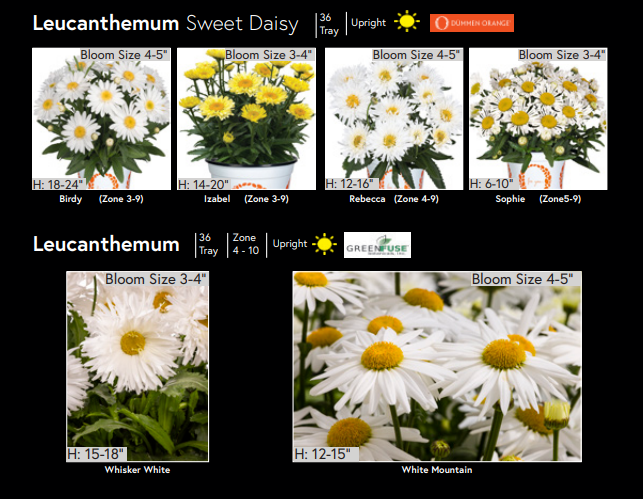 Leucanthemum Sweet Daisy
36
Tray
Upright
DÜMMEN ORANGE
Bloom Size 4-5"
Bloom Size 3-4"
Bloom Size 4-5"
Bloom Size 3-4"
H: 18-24"
H: 14-20"
H: 12-16"
H: 6-10"
Birdy (Zone 3-9)
Izabel (Zone 3-9)
Rebecca (Zone 4-9)
Sophie (Zone5-9)
Leucanthemum
36
Tray
Zone
4 - 10
Upright
GREENFUSE
Bloom Size 3-4"
Bloom Size 4-5"
H: 15-18"
H: 12-15"
Whisker White
White Mountain